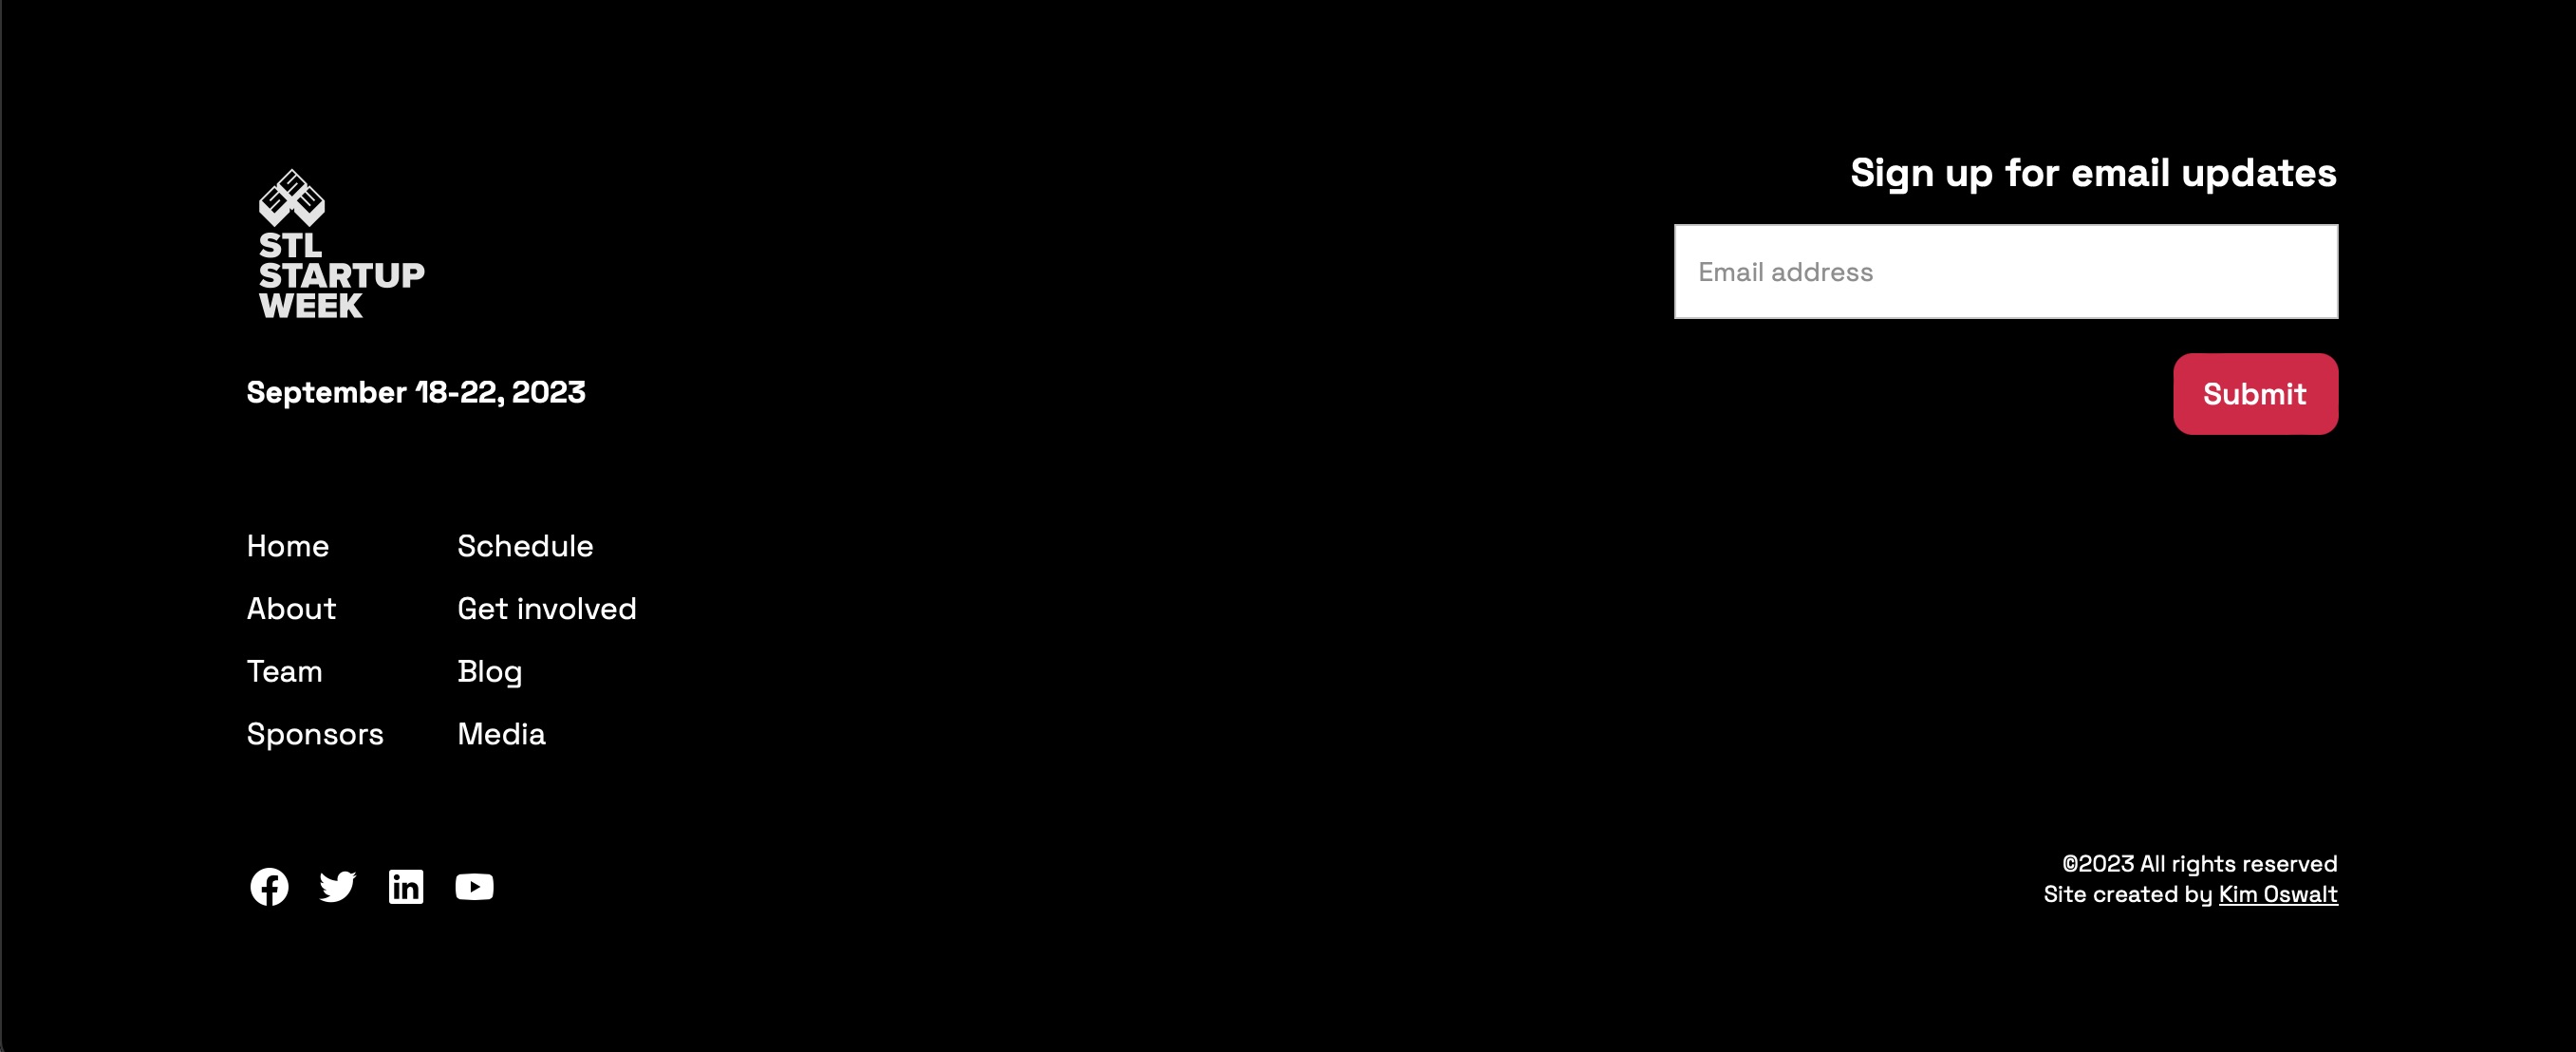 STL
STARTUP
WEEK
September 18-22, 2023
Home
About
Team
Sponsors
Schedule
Get involved
Blog
Media
Sign up for email updates
Email address
Submit
©2023 All rights reserved
Site created by Kim Oswalt